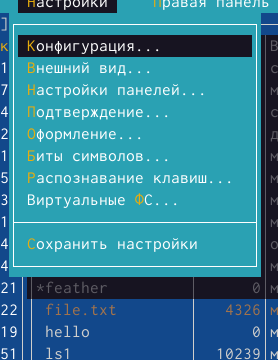 Настройки Правая панель
Конфигурация...
Внешний вид...
Настройки панелей...
Подтверждение...
Оформление...
Биты символов...
Распознавание клавиш...
Виртуальные ФС...
Сохранить настройки
21 *feather 0
22 file.txt 4326
19 hello 0
51 ls1 10239